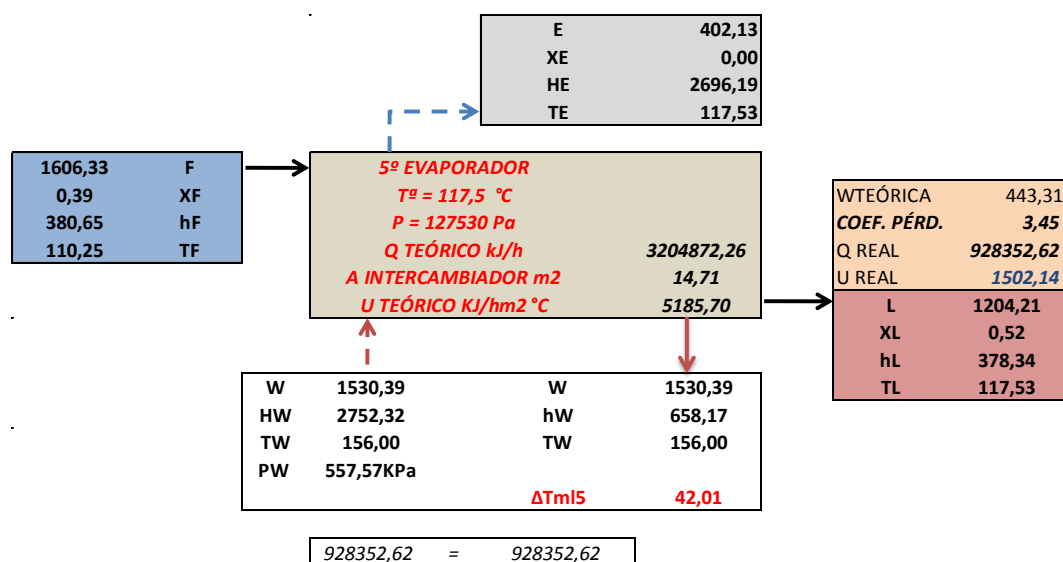 E 402,13
XE 0,00
HE 2696,19
TE 117,53
1606,33 F
0,39 XF
380,65 hF
110,25 TF
5º EVAPORADOR
Tª = 117,5 °C
P = 127530 Pa
Q TEÓRICO kJ/h 3204872,26
A INTERCAMBIADOR m2 14,71
U TEÓRICO KJ/hm2 °C 5185,70
WTEÓRICA 443,31
COEF. PÉRD. 3,45
Q REAL 928352,62
U REAL 1502,14
L 1204,21
XL 0,52
hL 378,34
TL 117,53
W 1530,39 W 1530,39
HW 2752,32 hW 658,17
TW 156,00 TW 156,00
PW 557,57KPa
ΔTml5 42,01
928352,62 = 928352,62